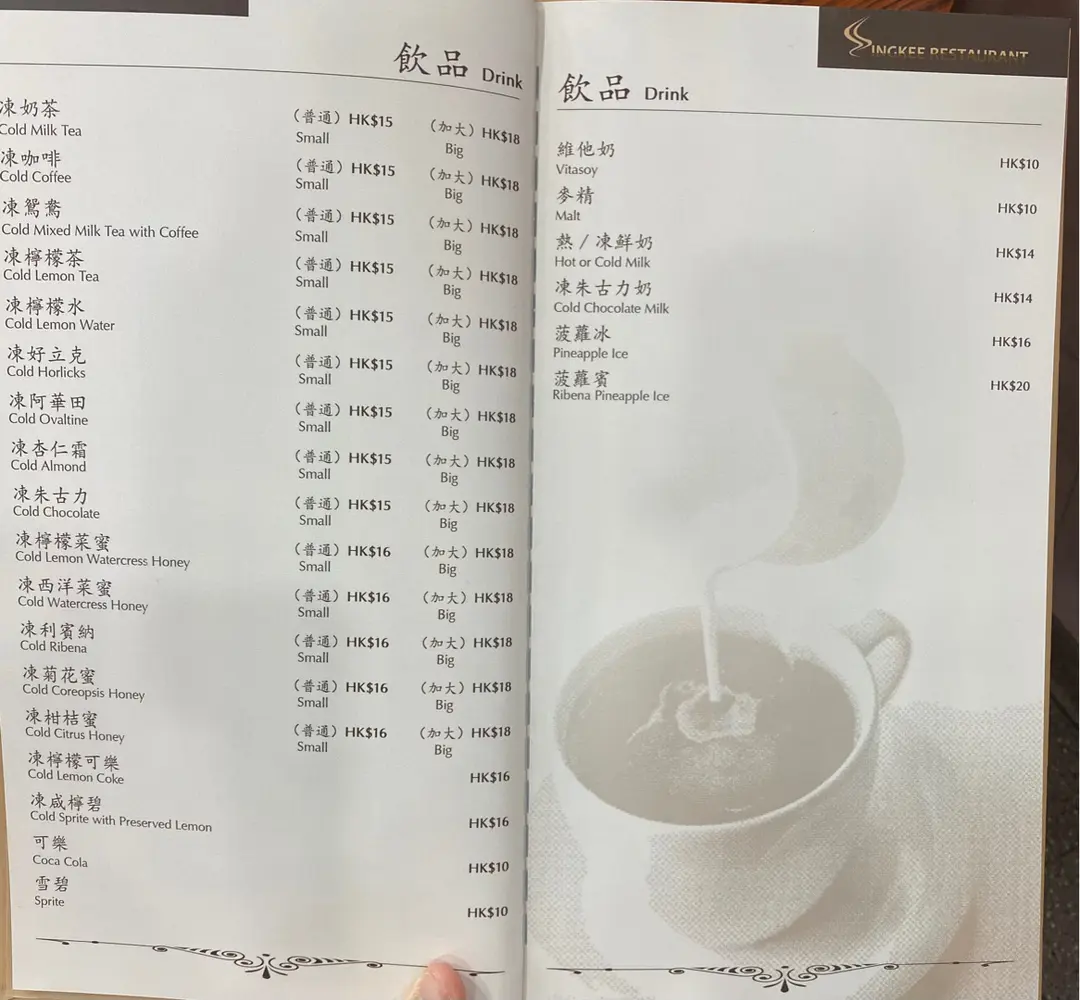 飲品 Drink
凍奶茶 (普通) HK$15 (加大) HK$18
Cold Milk Tea Small Big
凍咖啡 (普通) HK$15 (加大) HK$18
Cold Coffee Small Big
凍鴛鴦 (普通) HK$15 (加大) HK$18
Cold Mixed Milk Tea with Coffee Small Big
凍檸檬茶 (普通) HK$15 (加大) HK$18
Cold Lemon Tea Small Big
凍檸檬水 (普通) HK$15 (加大) HK$18
Cold Lemon Water Small Big
凍好立克 (普通) HK$15 (加大) HK$18
Cold Horlicks Small Big
凍阿華田 (普通) HK$15 (加大) HK$18
Cold Ovaltine Small Big
凍杏仁霜 (普通) HK$15 (加大) HK$18
Cold Almond Small Big
凍朱古力 (普通) HK$15 (加大) HK$18
Cold Chocolate Small Big
凍檸檬菜蜜 (普通) HK$16 (加大) HK$18
Cold Lemon Watercress Honey Small Big
凍西洋菜蜜 (普通) HK$16 (加大) HK$18
Cold Watercress Honey Small Big
凍利賓納 (普通) HK$16 (加大) HK$18
Cold Ribena Small Big
凍菊花蜜 (普通) HK$16 (加大) HK$18
Cold Coreopsis Honey Small Big
凍柑桔蜜 (普通) HK$16 (加大) HK$18
Cold Citrus Honey Small Big
凍檸檬可樂
Cold Lemon Coke HK$16
凍咸檸碧
Cold Sprite with Preserved Lemon HK$16
可樂
Coca Cola HK$10
雪碧
Sprite HK$10
SINGKEE RESTAURANT
飲品 Drink
維他奶 HK$10
Vitasoy
麥精 HK$10
Malt
熱 / 凍鮮奶 HK$14
Hot or Cold Milk
凍朱古力奶 HK$14
Cold Chocolate Milk
菠蘿冰 HK$16
Pineapple Ice
菠蘿賓 HK$20
Ribena Pineapple Ice